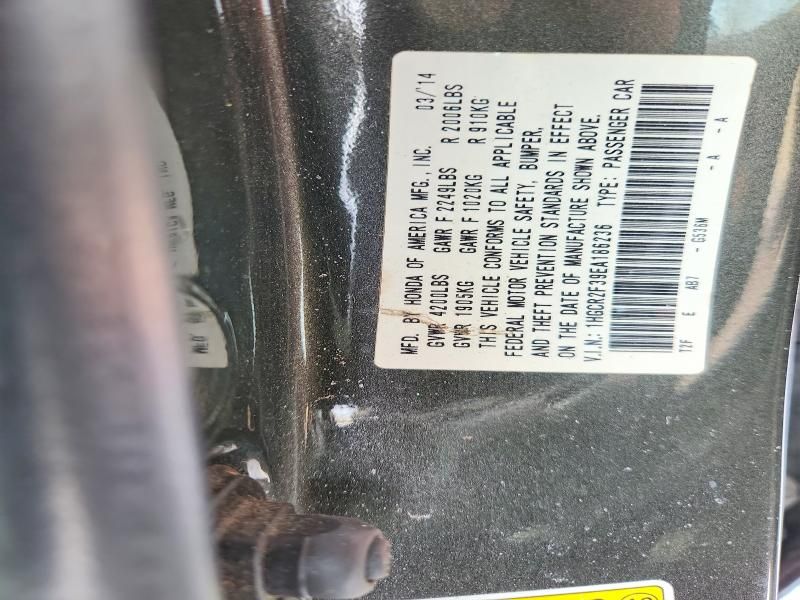 MFD. BY HONDA OF AMERICA MFG., INC. 03/'14
GVWR 4200LBS GAWR F 2249LBS R 2006LBS
GVWR 1905KG GAWR F 1020KG R 910KG
THIS VEHICLE CONFORMS TO ALL APPLICABLE
FEDERAL MOTOR VEHICLE SAFETY, BUMPER,
AND THEFT PREVENTION STANDARDS IN EFFECT
ON THE DATE OF MANUFACTURE SHOWN ABOVE.
V.I.N.: 1HGCR2F38EA186236 TYPE: PASSENGER CAR
T2F E AB7 - G536M - A - A